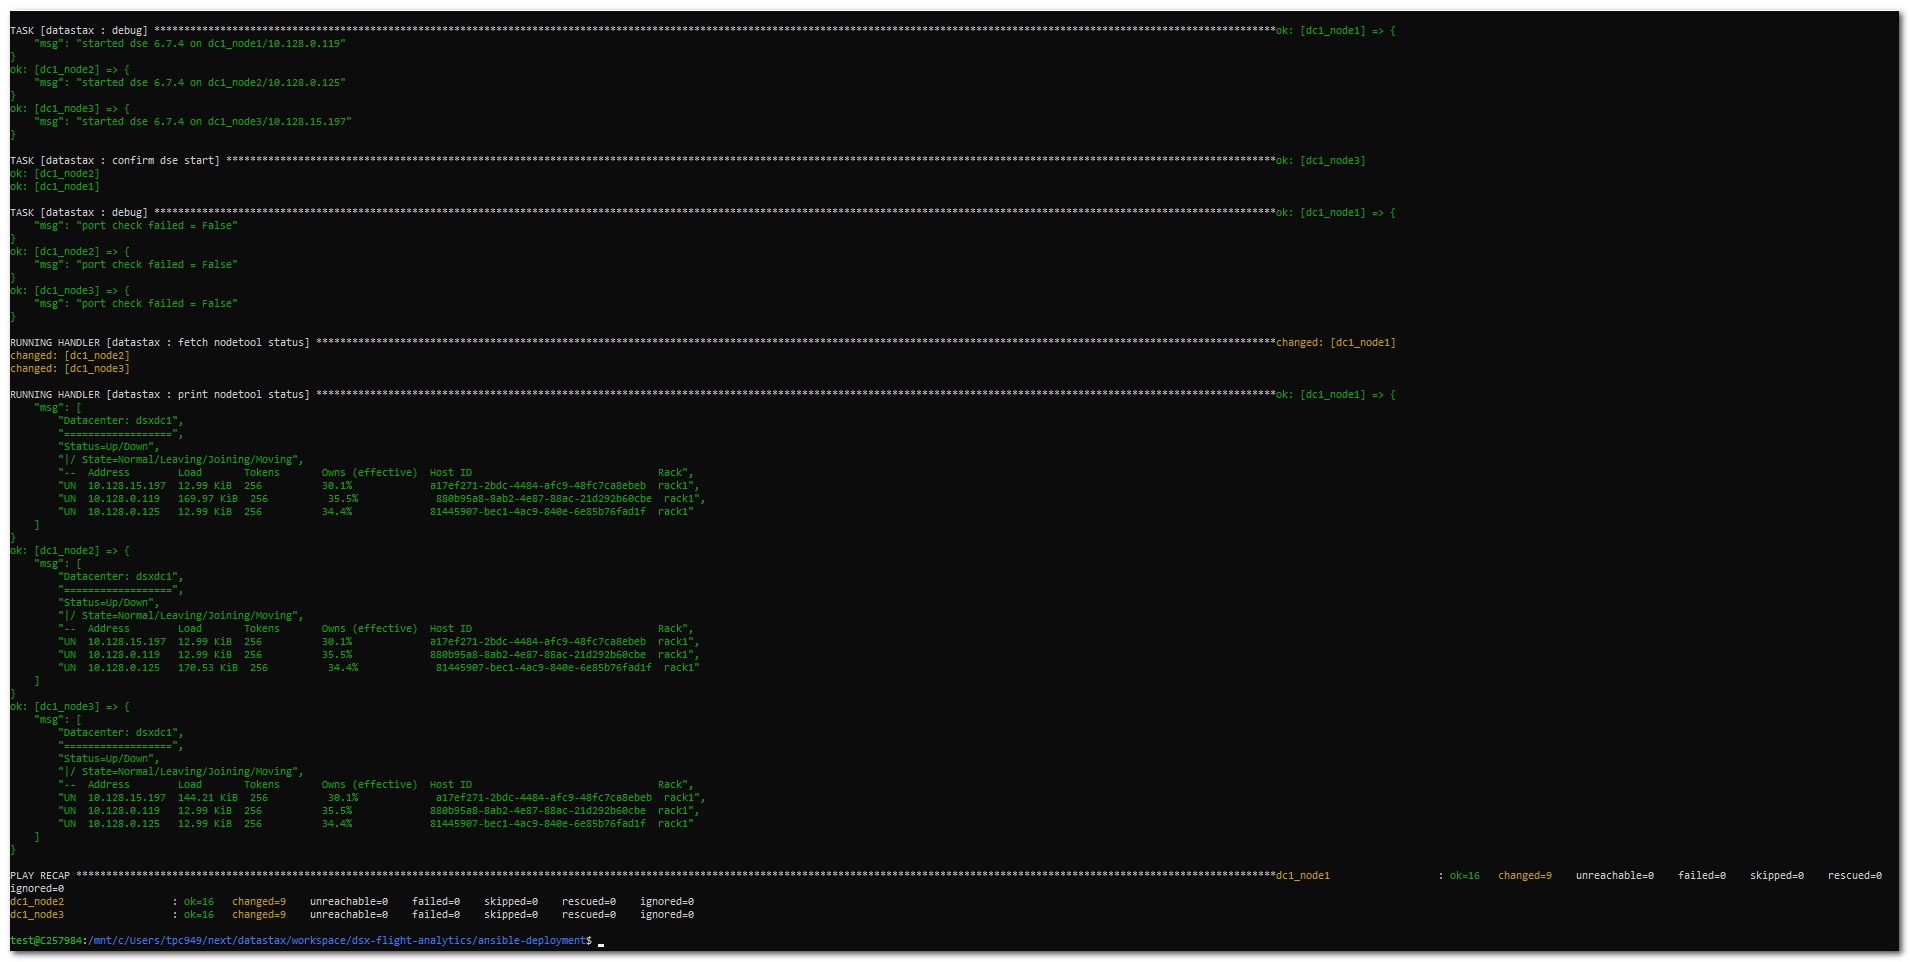 TASK [datastax : debug] ***********************************************************************************************************************************************************************************************ok: [dc1_node1] => {
    "msg": "started dse 6.7.4 on dc1_node1/10.128.0.119"
}
ok: [dc1_node2] => {
    "msg": "started dse 6.7.4 on dc1_node2/10.128.0.125"
}
ok: [dc1_node3] => {
    "msg": "started dse 6.7.4 on dc1_node3/10.128.15.197"
}

TASK [datastax : confirm dse start] ***********************************************************************************************************************************************************************************ok: [dc1_node3]
ok: [dc1_node2]
ok: [dc1_node1]

TASK [datastax : debug] ***********************************************************************************************************************************************************************************************ok: [dc1_node1] => {
    "msg": "port check failed = False"
}
ok: [dc1_node2] => {
    "msg": "port check failed = False"
}
ok: [dc1_node3] => {
    "msg": "port check failed = False"
}

RUNNING HANDLER [datastax : fetch nodetool status] ****************************************************************************************************************************************************************changed: [dc1_node1]
changed: [dc1_node2]
changed: [dc1_node3]

RUNNING HANDLER [datastax : print nodetool status] ****************************************************************************************************************************************************************ok: [dc1_node1] => {
    "msg": [
        "Datacenter: dsxdc1",
        "==================",
        "Status=Up/Down",
        "|/ State=Normal/Leaving/Joining/Moving",
        "--  Address        Load       Tokens       Owns (effective)  Host ID                               Rack",
        "UN  10.128.15.197  12.99 KiB  256          30.1%             a17ef271-2bdc-4484-afc9-48fc7ca8ebeb  rack1",
        "UN  10.128.0.119   169.97 KiB  256          35.5%             880b95a8-8ab2-4e87-88ac-21d292b60cbe  rack1",
        "UN  10.128.0.125   12.99 KiB  256          34.4%             81445907-bec1-4ac9-840e-6e85b76fad1f  rack1"
    ]
}
ok: [dc1_node2] => {
    "msg": [
        "Datacenter: dsxdc1",
        "==================",
        "Status=Up/Down",
        "|/ State=Normal/Leaving/Joining/Moving",
        "--  Address        Load       Tokens       Owns (effective)  Host ID                               Rack",
        "UN  10.128.15.197  12.99 KiB  256          30.1%             a17ef271-2bdc-4484-afc9-48fc7ca8ebeb  rack1",
        "UN  10.128.0.119   12.99 KiB  256          35.5%             880b95a8-8ab2-4e87-88ac-21d292b60cbe  rack1",
        "UN  10.128.0.125   170.53 KiB  256          34.4%             81445907-bec1-4ac9-840e-6e85b76fad1f  rack1"
    ]
}
ok: [dc1_node3] => {
    "msg": [
        "Datacenter: dsxdc1",
        "==================",
        "Status=Up/Down",
        "|/ State=Normal/Leaving/Joining/Moving",
        "--  Address        Load       Tokens       Owns (effective)  Host ID                               Rack",
        "UN  10.128.15.197  144.21 KiB  256          30.1%             a17ef271-2bdc-4484-afc9-48fc7ca8ebeb  rack1",
        "UN  10.128.0.119   12.99 KiB  256          35.5%             880b95a8-8ab2-4e87-88ac-21d292b60cbe  rack1",
        "UN  10.128.0.125   12.99 KiB  256          34.4%             81445907-bec1-4ac9-840e-6e85b76fad1f  rack1"
    ]
}

PLAY RECAP ********************************************************************************************************************************************************************************************************dc1_node1                  : ok=16   changed=9    unreachable=0    failed=0    skipped=0    rescued=0
ignored=0
dc1_node2                  : ok=16   changed=9    unreachable=0    failed=0    skipped=0    rescued=0    ignored=0
dc1_node3                  : ok=16   changed=9    unreachable=0    failed=0    skipped=0    rescued=0    ignored=0

test@C257984:/mnt/c/Users/tpc949/next/datastax/workspace/dsx-flight-analytics/ansible-deployment$ _